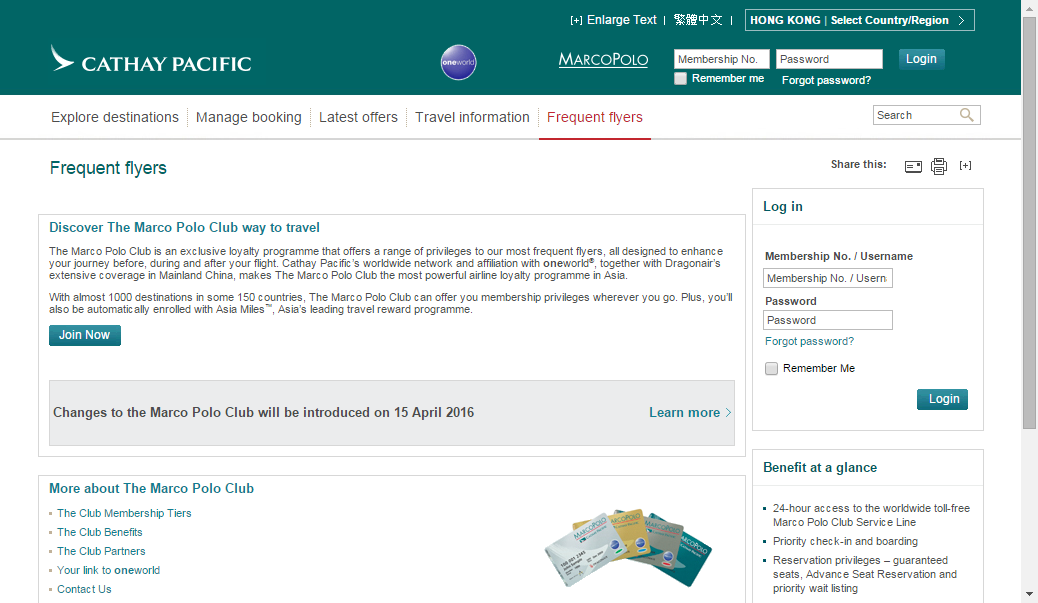 [+] Enlarge Text | 繁體中文 | HONG KONG | Select Country/Region
CATHAY PACIFIC
oneworld
MARCOPOLO
Membership No.
Password
Login
Remember me
Forgot password?
Explore destinations
Manage booking
Latest offers
Travel information
Frequent flyers
Search
Frequent flyers
Share this:
[+]
Discover The Marco Polo Club way to travel
The Marco Polo Club is an exclusive loyalty programme that offers a range of privileges to our most frequent flyers, all designed to enhance
your journey before, during and after your flight. Cathay Pacific's worldwide network and affiliation with oneworld®, together with Dragonair's
extensive coverage in Mainland China, makes The Marco Polo Club the most powerful airline loyalty programme in Asia.
With almost 1000 destinations in some 150 countries, The Marco Polo Club can offer you membership privileges wherever you go. Plus, you'll
also be automatically enrolled with Asia Miles™, Asia's leading travel reward programme.
Join Now
Changes to the Marco Polo Club will be introduced on 15 April 2016
Learn more
More about The Marco Polo Club
The Club Membership Tiers
The Club Benefits
The Club Partners
Your link to oneworld
Contact Us
MARCOPOLO
MARCOPOLO
MARCOPOLO
Log in
Membership No. / Username
Membership No. / Usern
Password
Password
Forgot password?
Remember Me
Login
Benefit at a glance
24-hour access to the worldwide toll-free
Marco Polo Club Service Line
Priority check-in and boarding
Reservation privileges – guaranteed
seats, Advance Seat Reservation and
priority wait listing